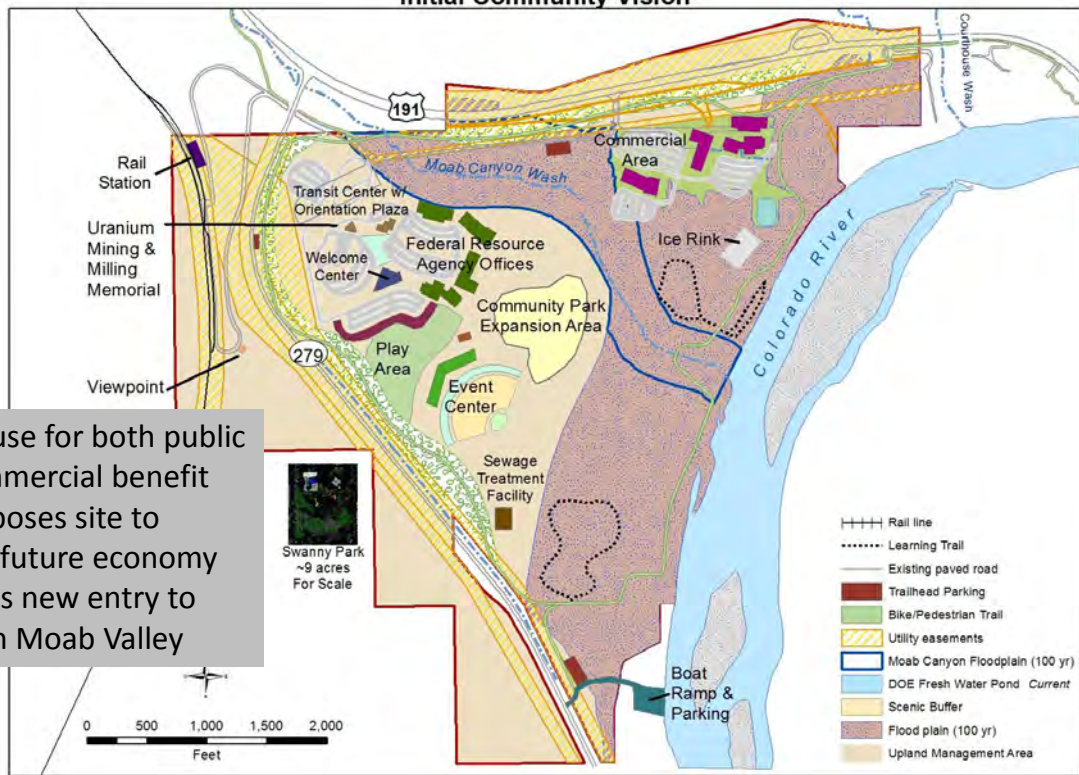 Initial Community Vision
191
Courthouse Wash
Rail
Station
Commercial
Area
Moab Canyon Wash
Transit Center w/
Orientation Plaza
Uranium
Mining &
Milling
Memorial
Federal Resource
Agency Offices
Ice Rink
Welcome
Center
Colorado River
Community Park
Expansion Area
279
Play
Area
Viewpoint
Event
Center
use for both public
mmercial benefit
poses site to
future economy
s new entry to
n Moab Valley
Sewage
Treatment
Facility
Swanny Park
~9 acres
For Scale
Rail line
Learning Trail
Existing paved road
Trailhead Parking
Bike/Pedestrian Trail
Utility easements
Moab Canyon Floodplain (100 yr)
DOE Fresh Water Pond Current
Scenic Buffer
Flood plain (100 yr)
Upland Management Area
Boat
Ramp &
Parking
0 500 1,000 1,500 2,000
Feet